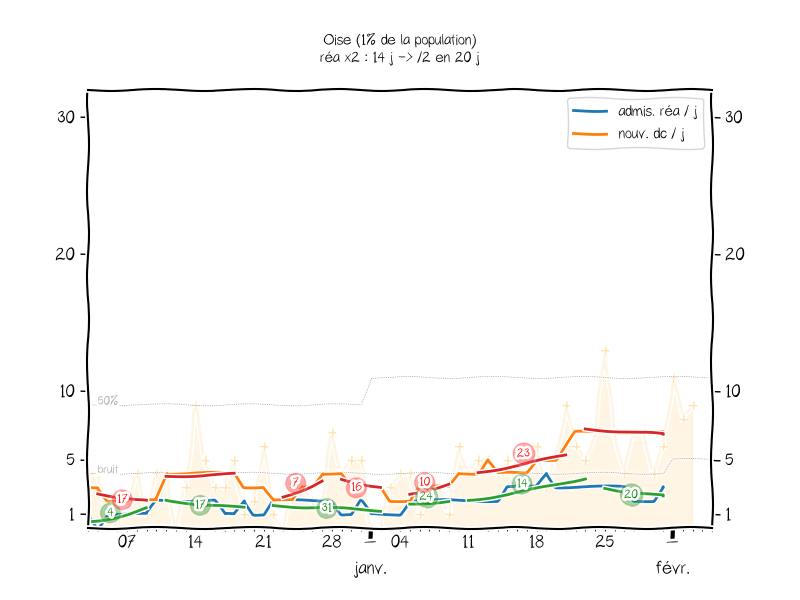 Oise (1% de la population)
réa x2 : 14 j -> /2 en 20 j
admis. réa / j
nouv. dc / j
30 30
20 20
10 10
5 5
1 1
50%
bruit
17 4 17 7 31 16 10 24 23 14 20
07 14 21 28 04 11 18 25
janv. févr.